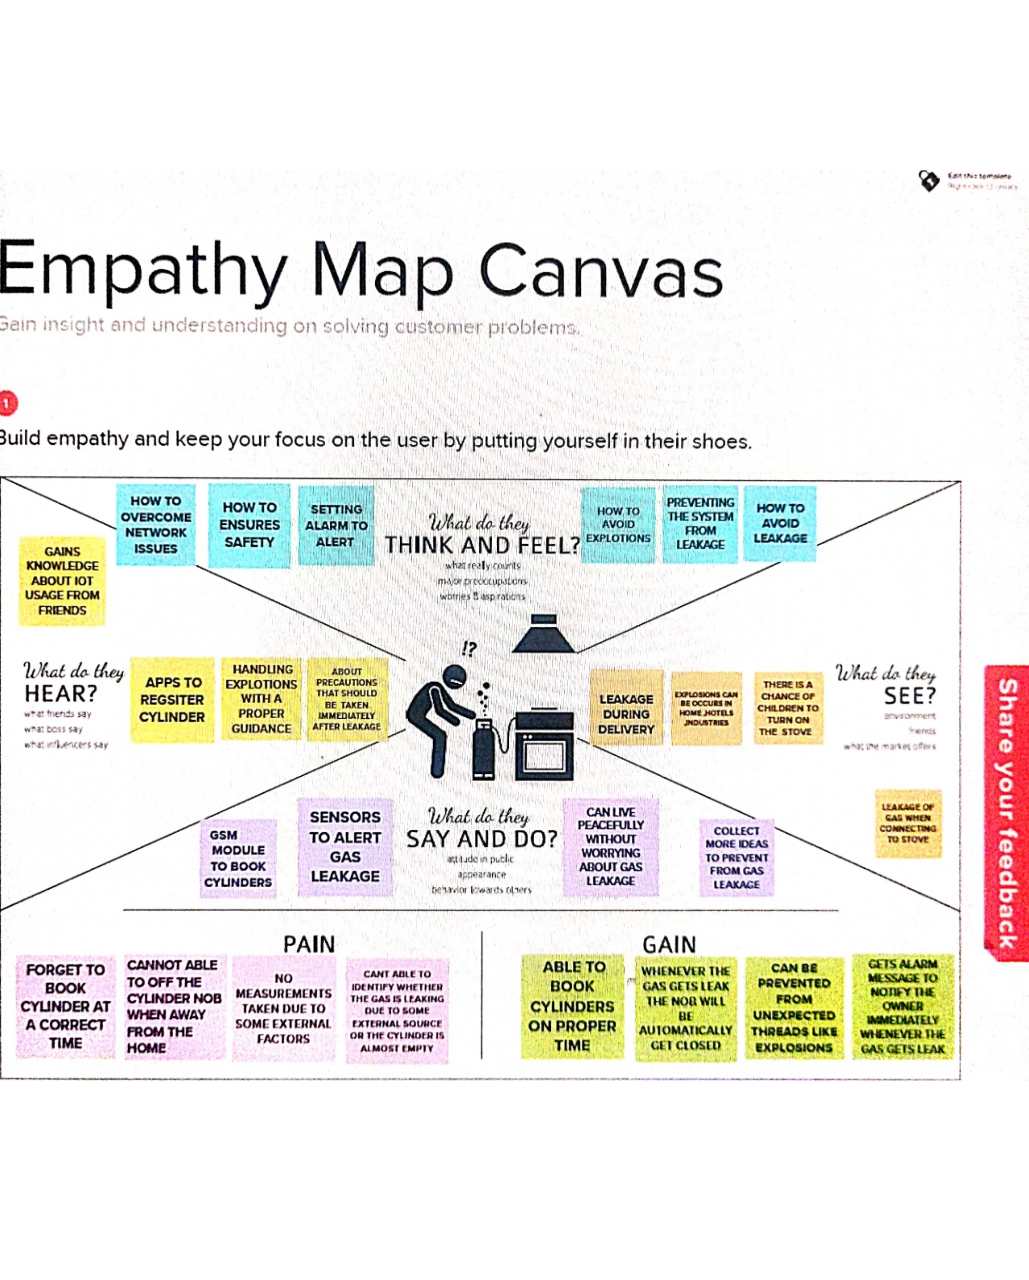 Edit this template
Empathy Map Canvas
Gain insight and understanding on solving customer problems.
1
Build empathy and keep your focus on the user by putting yourself in their shoes.
HOW TO
OVERCOME
NETWORK
ISSUES
HOW TO
ENSURES
SAFETY
SETTING
ALARM TO
ALERT
What do they
THINK AND FEEL?
what really counts
major preoccupations
worries & aspirations
HOW TO
AVOID
EXPLOTIONS
PREVENTING
THE SYSTEM
FROM
LEAKAGE
HOW TO
AVOID
LEAKAGE
GAINS
KNOWLEDGE
ABOUT IOT
USAGE FROM
FRIENDS
What do they
HEAR?
what friends say
what boss say
what influencers say
APPS TO
REGSITER
CYLINDER
HANDLING
EXPLOTIONS
WITH A
PROPER
GUIDANCE
ABOUT
PRECAUTIONS
THAT SHOULD
BE TAKEN
IMMEDIATELY
AFTER LEAKAGE
!?
LEAKAGE
DURING
DELIVERY
EXPLOSIONS CAN
BE OCCURS IN
HOME ,HOTELS
,INDUSTRIES
THERE IS A
CHANCE OF
CHILDREN TO
TURN ON
THE STOVE
What do they
SEE?
environment
friends
what the market offers
LEAKAGE OF
GAS WHEN
CONNECTING
TO STOVE
GSM
MODULE
TO BOOK
CYLINDERS
SENSORS
TO ALERT
GAS
LEAKAGE
What do they
SAY AND DO?
attitude in public
appearance
behavior towards others
CAN LIVE
PEACEFULLY
WITHOUT
WORRYING
ABOUT GAS
LEAKAGE
COLLECT
MORE IDEAS
TO PREVENT
FROM GAS
LEAKAGE
Share your feedback
PAIN
FORGET TO
BOOK
CYLINDER AT
A CORRECT
TIME
CANNOT ABLE
TO OFF THE
CYLINDER NOB
WHEN AWAY
FROM THE
HOME
NO
MEASUREMENTS
TAKEN DUE TO
SOME EXTERNAL
FACTORS
CANT ABLE TO
IDENTIFY WHETHER
THE GAS IS LEAKING
DUE TO SOME
EXTERNAL SOURCE
OR THE CYLINDER IS
ALMOST EMPTY
GAIN
ABLE TO
BOOK
CYLINDERS
ON PROPER
TIME
WHENEVER THE
GAS GETS LEAK
THE NOB WILL
BE
AUTOMATICALLY
GET CLOSED
CAN BE
PREVENTED
FROM
UNEXPECTED
THREADS LIKE
EXPLOSIONS
GETS ALARM
MESSAGE TO
NOTIFY THE
OWNER
IMMEDIATELY
WHENEVER THE
GAS GETS LEAK